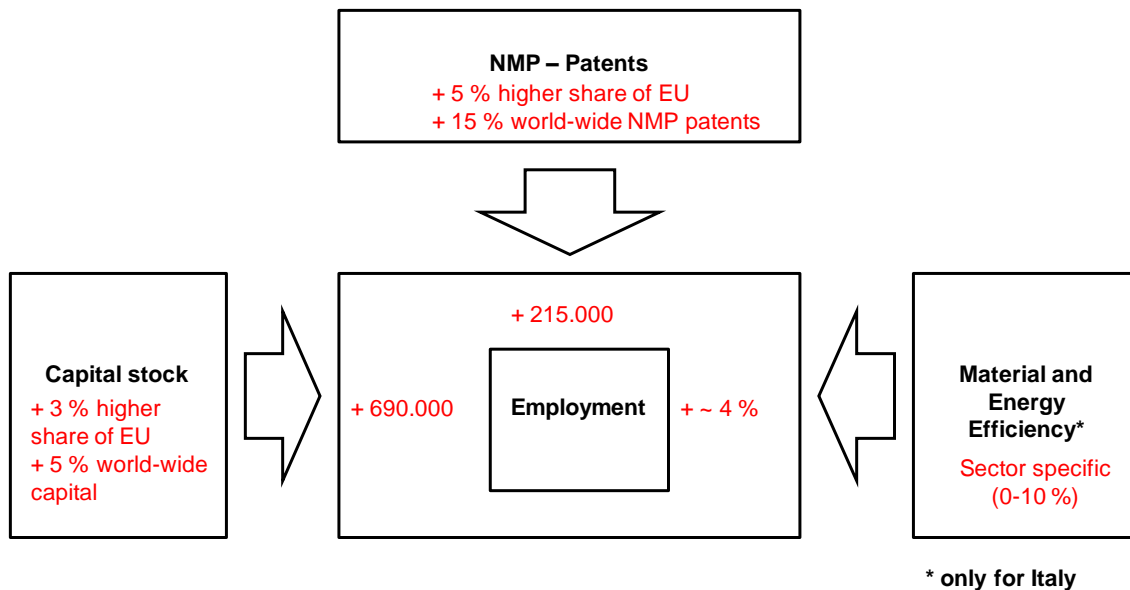 NMP – Patents
+ 5 % higher share of EU
+ 15 % world-wide NMP patents
Capital stock
+ 3 % higher
share of EU
+ 5 % world-wide
capital
+ 215.000
+ 690.000
Employment
+ ~ 4 %
Material and
Energy
Efficiency*
Sector specific
(0-10 %)
* only for Italy